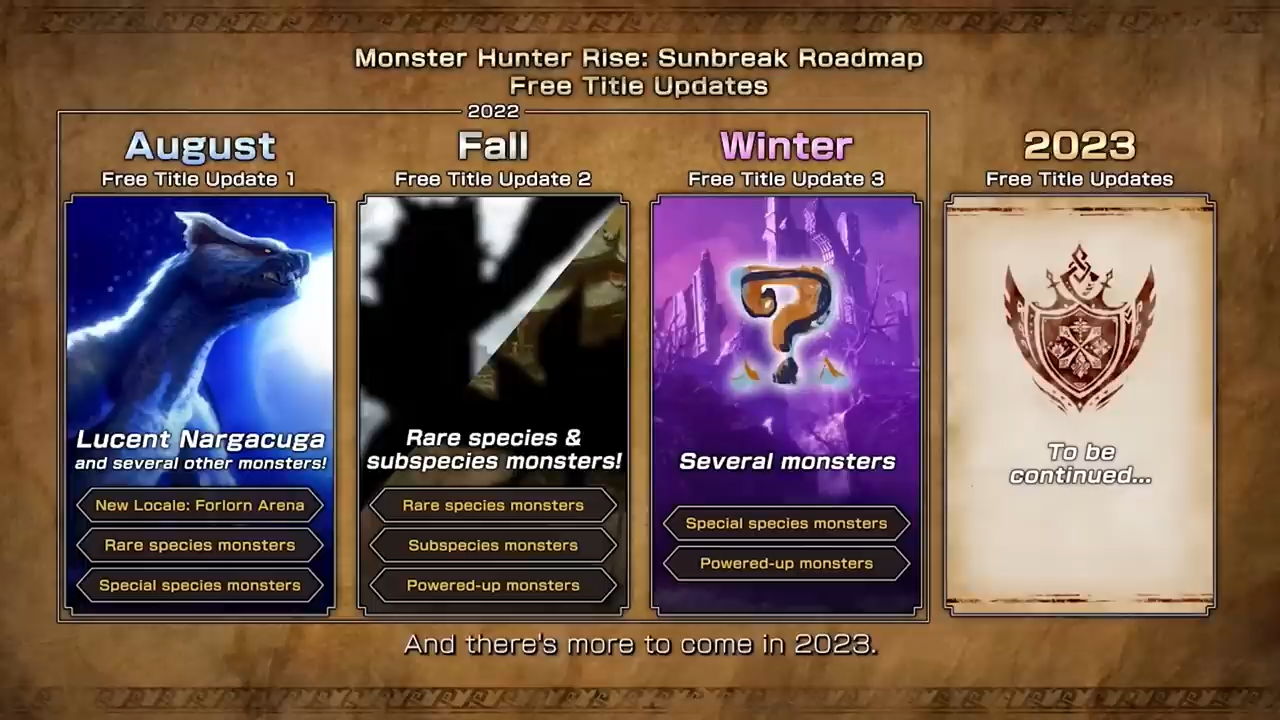 Monster Hunter Rise: Sunbreak Roadmap
Free Title Updates
2022
August
Free Title Update 1
Lucent Nargacuga
and several other monsters!
New Locale: Forlorn Arena
Rare species monsters
Special species monsters
Fall
Free Title Update 2
Rare species &
subspecies monsters!
Rare species monsters
Subspecies monsters
Powered-up monsters
Winter
Free Title Update 3
?
Several monsters
Special species monsters
Powered-up monsters
2023
Free Title Updates
To be
continued...
And there's more to come in 2023.